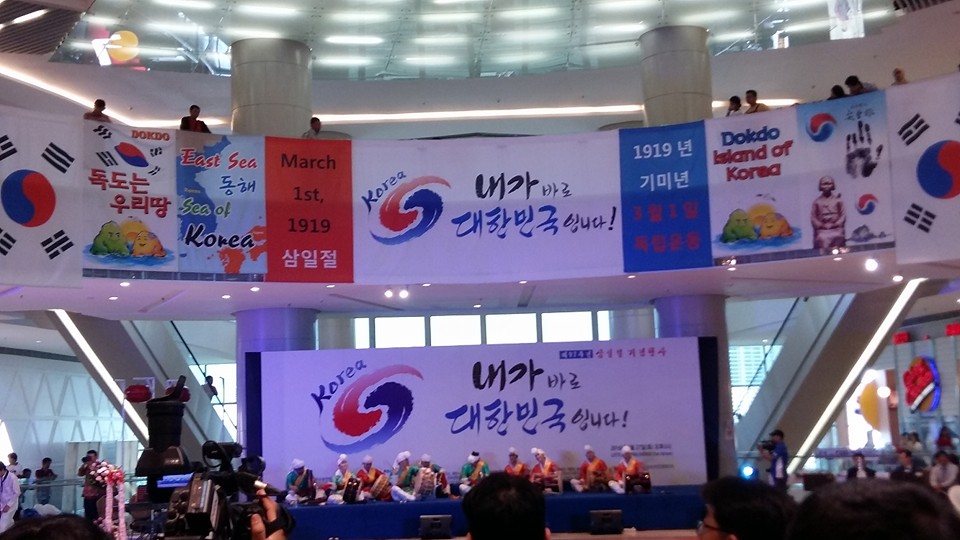 DOKDO
독도는
우리땅
East Sea
동해
Sea of
Korea
March
1st,
1919
삼일절
Korea
내가 바로
대한민국 입니다!
1919 년
기미년
3 월 1 일
독립운동
Dokdo
Island of
Korea
Korea
내가 바로
대한민국 입니다!